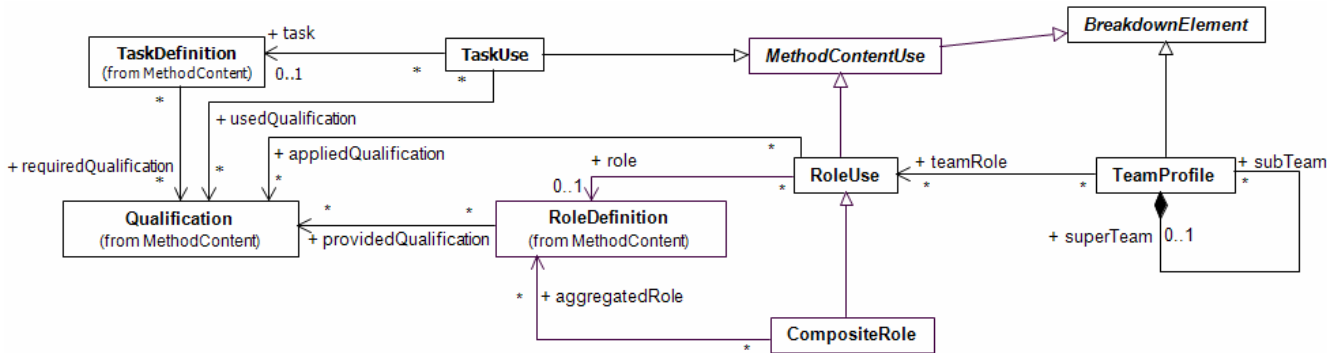 BreakdownElement
+ task
TaskDefinition
(from MethodContent)
TaskUse
MethodContentUse
*
*
0..1
*
+ usedQualification
*
+ requiredQualification
*
+ appliedQualification
*
*
+ role
0..1
*
RoleUse
+ teamRole
*
*
TeamProfile
+ subTeam
*
Qualification
(from MethodContent)
*
*
+ providedQualification
RoleDefinition
(from MethodContent)
+ superTeam
0..1
*
+ aggregatedRole
*
CompositeRole